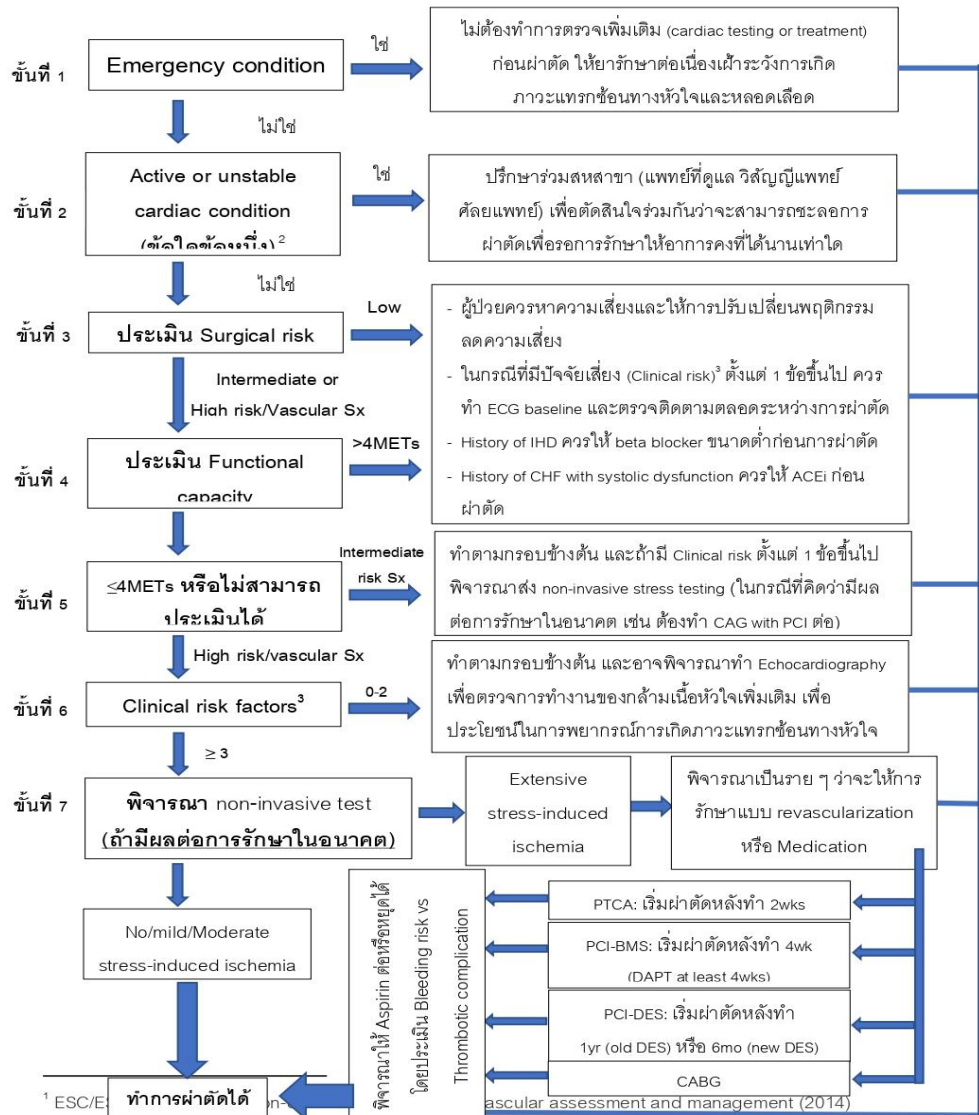 ขั้นที่ 1
Emergency condition
ใช่
ไม่ต้องทำการตรวจเพิ่มเติม (cardiac testing or treatment)
ก่อนผ่าตัด ให้ยารักษาต่อเนื่องเฝ้าระวังการเกิด
ภาวะแทรกซ้อนทางหัวใจและหลอดเลือด
ไม่ใช่
ขั้นที่ 2
Active or unstable
cardiac condition
(ข้อใดข้อหนึ่ง)²
ใช่
ปรึกษาร่วมสหสาขา (แพทย์ที่ดูแล วิสัญญีแพทย์
ศัลยแพทย์) เพื่อตัดสินใจร่วมกันว่าจะสามารถชะลอการ
ผ่าตัดเพื่อรอการรักษาให้อาการคงที่ได้นานเท่าใด
ไม่ใช่
ขั้นที่ 3
ประเมิน Surgical risk
Low
- ผู้ป่วยควรหาความเสี่ยงและให้การปรับเปลี่ยนพฤติกรรม
ลดความเสี่ยง
- ในกรณีที่มีปัจจัยเสี่ยง (Clinical risk)³ ตั้งแต่ 1 ข้อขึ้นไป ควร
ทำ ECG baseline และตรวจติดตามตลอดระหว่างการผ่าตัด
- History of IHD ควรให้ beta blocker ขนาดต่ำก่อนการผ่าตัด
- History of CHF with systolic dysfunction ควรให้ ACEi ก่อน
ผ่าตัด
Intermediate or
High risk/Vascular Sx
ขั้นที่ 4
ประเมิน Functional
capacity
>4METs
ขั้นที่ 5
≤4METs หรือไม่สามารถ
ประเมินได้
Intermediate
risk Sx
ทำตามกรอบข้างต้น และถ้ามี Clinical risk ตั้งแต่ 1 ข้อขึ้นไป
พิจารณาส่ง non-invasive stress testing (ในกรณีที่คิดว่ามีผล
ต่อการรักษาในอนาคต เช่น ต้องทำ CAG with PCI ต่อ)
High risk/vascular Sx
ขั้นที่ 6
Clinical risk factors³
0-2
ทำตามกรอบข้างต้น และอาจพิจารณาทำ Echocardiography
เพื่อตรวจการทำงานของกล้ามเนื้อหัวใจเพิ่มเติม เพื่อ
ประโยชน์ในการพยากรณ์การเกิดภาวะแทรกซ้อนทางหัวใจ
≥ 3
ขั้นที่ 7
พิจารณา non-invasive test
(ถ้ามีผลต่อการรักษาในอนาคต)
Extensive
stress-induced
ischemia
พิจารณาเป็นราย ๆ ว่าจะให้การ
รักษาแบบ revascularization
หรือ Medication
No/mild/Moderate
stress-induced ischemia
พิจารณาให้ Aspirin ต่อหรือหยุดได้
โดยประเมิน Bleeding risk vs
Thrombotic complication
PTCA: เริ่มผ่าตัดหลังทำ 2wks
PCI-BMS: เริ่มผ่าตัดหลังทำ 4wk
(DAPT at least 4wks)
PCI-DES: เริ่มผ่าตัดหลังทำ
1yr (old DES) หรือ 6mo (new DES)
CABG
ทำการผ่าตัดได้
¹ ESC/ES on- ascular assessment and management (2014)